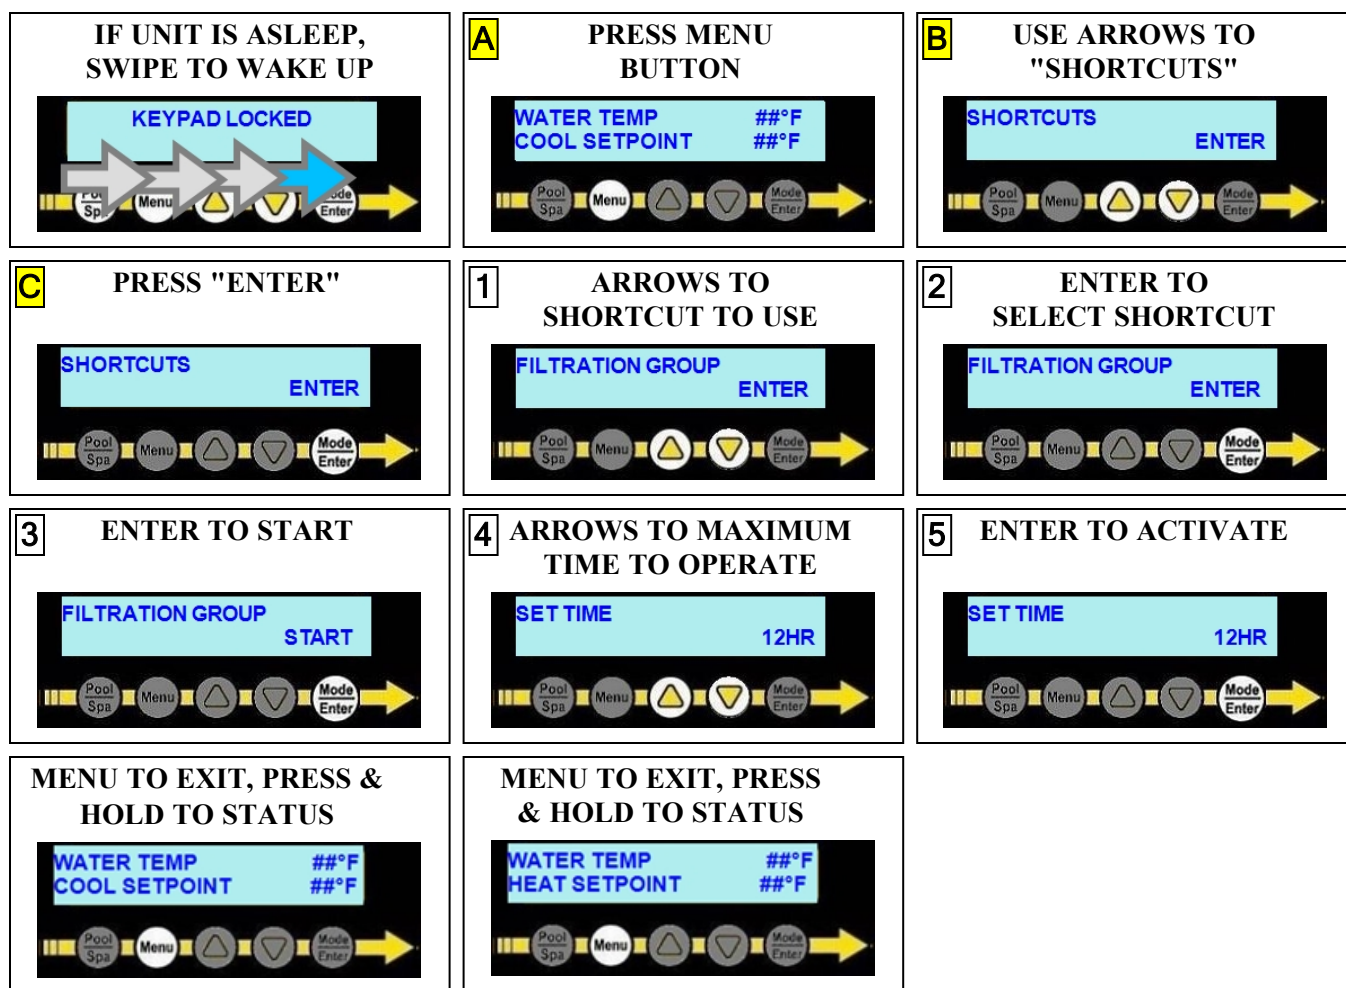 IF UNIT IS ASLEEP,
SWIPE TO WAKE UP
KEYPAD LOCKED
Pool
Spa
Menu
Mode
Enter
A
PRESS MENU
BUTTON
WATER TEMP ##°F
COOL SETPOINT ##°F
Pool
Spa
Menu
Mode
Enter
B
USE ARROWS TO
"SHORTCUTS"
SHORTCUTS
ENTER
Pool
Spa
Menu
Mode
Enter
C
PRESS "ENTER"
SHORTCUTS
ENTER
Pool
Spa
Menu
Mode
Enter
1
ARROWS TO
SHORTCUT TO USE
FILTRATION GROUP
ENTER
Pool
Spa
Menu
Mode
Enter
2
ENTER TO
SELECT SHORTCUT
FILTRATION GROUP
ENTER
Pool
Spa
Menu
Mode
Enter
3
ENTER TO START
FILTRATION GROUP
START
Pool
Spa
Menu
Mode
Enter
4
ARROWS TO MAXIMUM
TIME TO OPERATE
SET TIME
12HR
Pool
Spa
Menu
Mode
Enter
5
ENTER TO ACTIVATE
SET TIME
12HR
Pool
Spa
Menu
Mode
Enter
MENU TO EXIT, PRESS &
HOLD TO STATUS
WATER TEMP ##°F
COOL SETPOINT ##°F
Pool
Spa
Menu
Mode
Enter
MENU TO EXIT, PRESS
& HOLD TO STATUS
WATER TEMP ##°F
HEAT SETPOINT ##°F
Pool
Spa
Menu
Mode
Enter